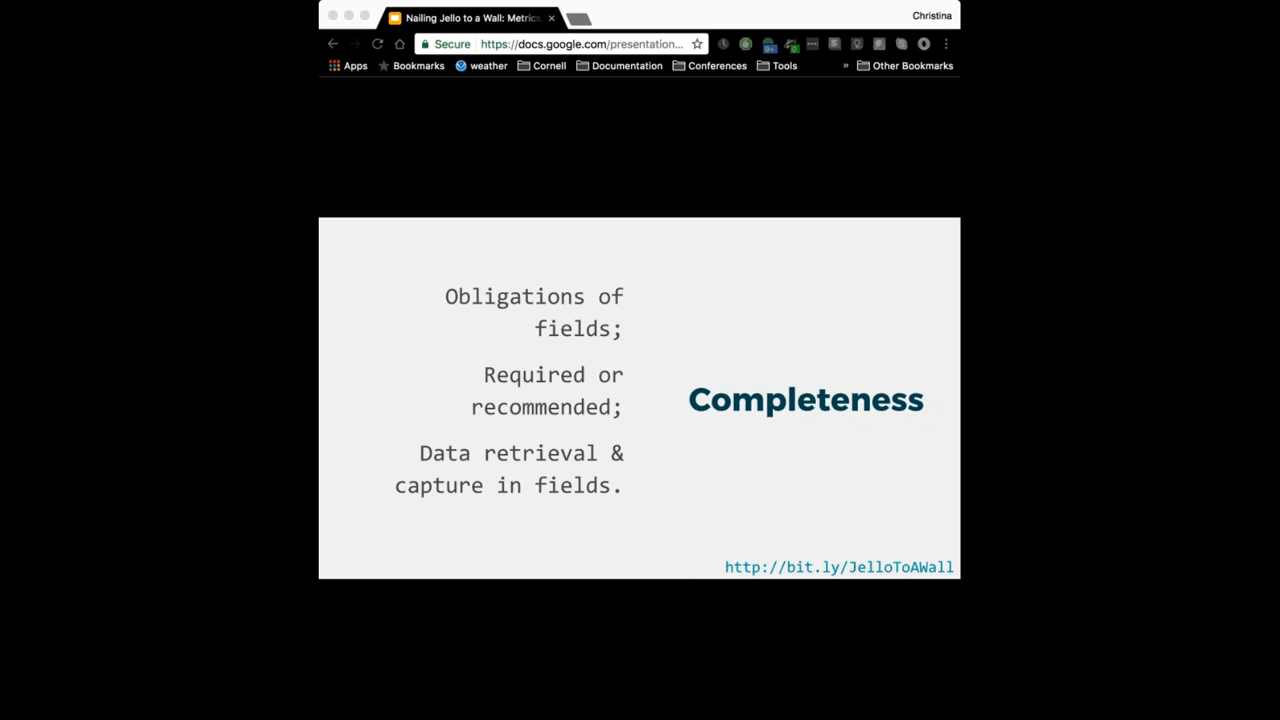 Nailing Jello to a Wall: Metrics,
Christina
Secure https://docs.google.com/presentation...
Apps Bookmarks weather Cornell Documentation Conferences Tools » Other Bookmarks
Obligations of
fields;
Required or
recommended;
Data retrieval &
capture in fields.
Completeness
http://bit.ly/JelloToAWall